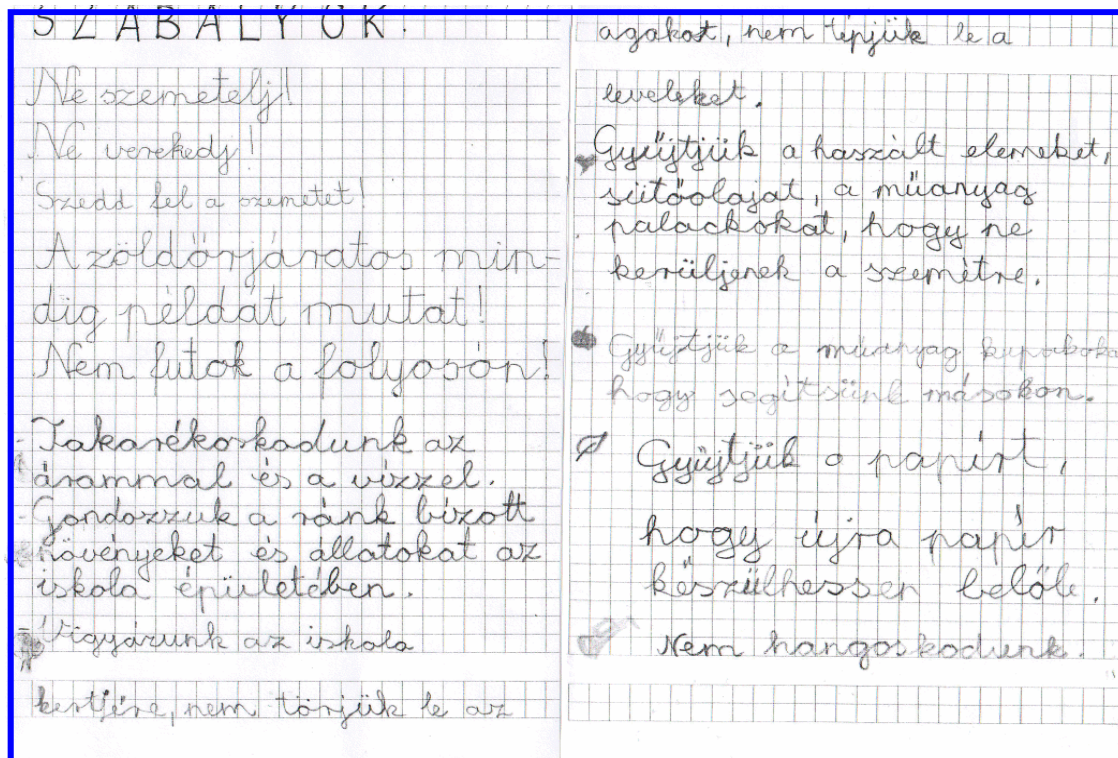 SZABÁLYOK.
Ne szemetelj!
Ne verekedj!
Szedd fel a szemetet!
A zöldőrjáratos min-
dig példát mutat!
Nem futok a folyosón!
- Takarékoskodunk az
árammal és a vízzel.
- Gondozzuk a ránk bízott
növényeket és állatokat az
iskola épületében.
Vigyázunk az iskola
kertjére, nem törjük le az
agakat, nem tépjük le a
leveleket.
Gyűjtjük a haszált elemeket,
sütőolajat, a műanyag
palackokat, hogy ne
kerüljenek a szemétre.
Gyűjtjük a műanyag kupakoka
hogy segítsünk másokon.
Gyűjtjük a papírt,
hogy újra papír
készülhessen belőle.
Nem hangoskodunk.